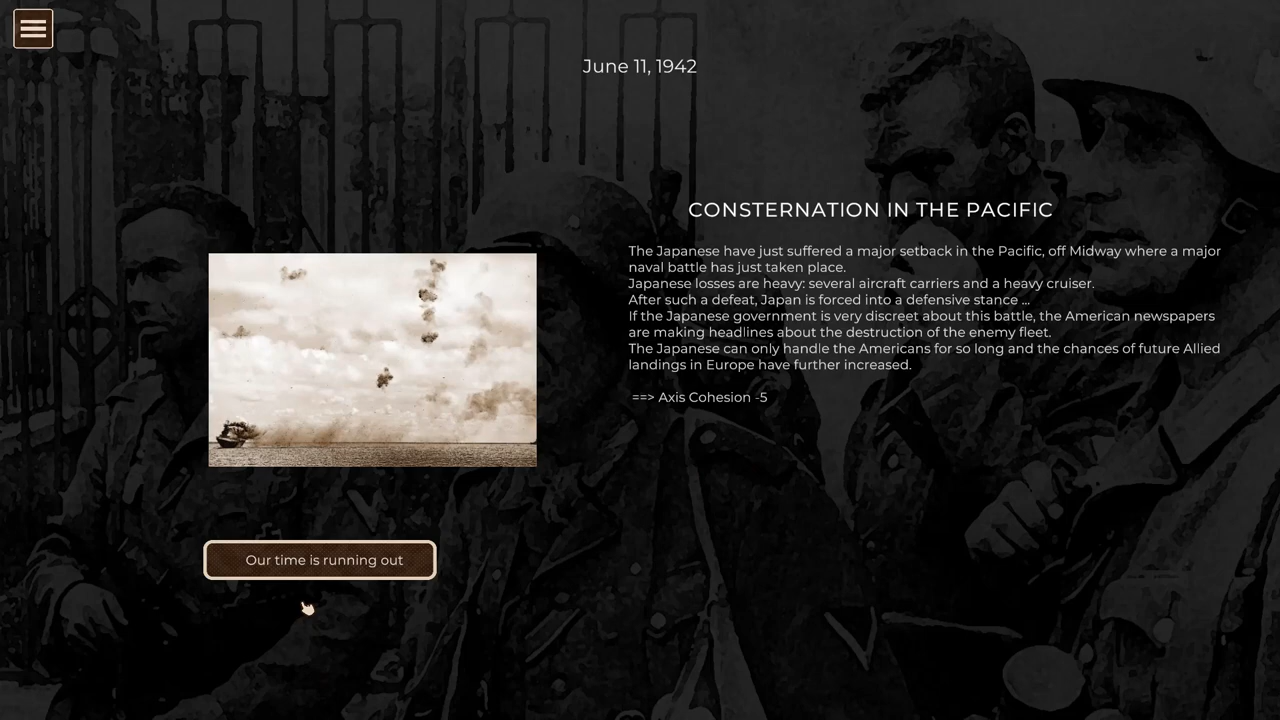 June 11, 1942
CONSTERNATION IN THE PACIFIC
The Japanese have just suffered a major setback in the Pacific, off Midway where a major
naval battle has just taken place.
Japanese losses are heavy: several aircraft carriers and a heavy cruiser.
After such a defeat, Japan is forced into a defensive stance ...
If the Japanese government is very discreet about this battle, the American newspapers
are making headlines about the destruction of the enemy fleet.
The Japanese can only handle the Americans for so long and the chances of future Allied
landings in Europe have further increased.
==> Axis Cohesion -5
Our time is running out